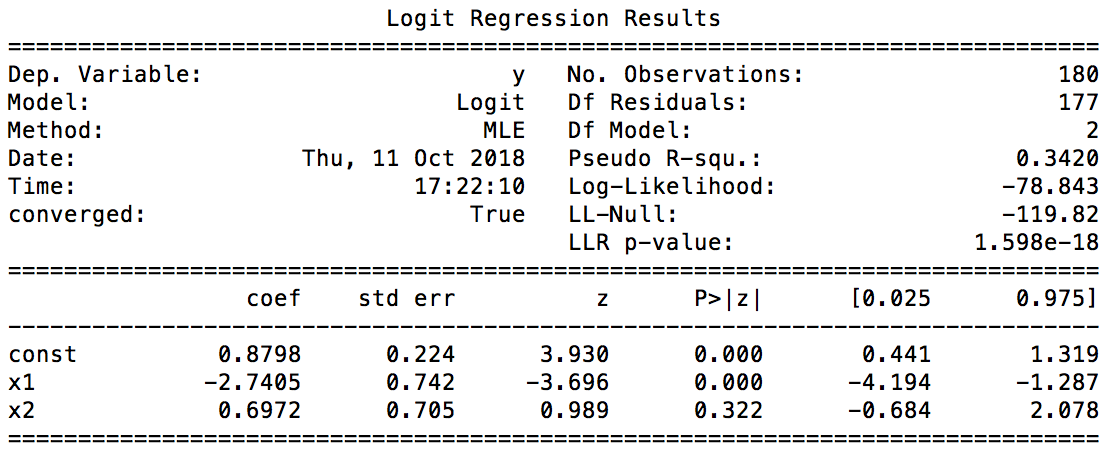 Logit Regression Results
==============================================================================
Dep. Variable:                      y   No. Observations:                  180
Model:                          Logit   Df Residuals:                      177
Method:                           MLE   Df Model:                            2
Date:                Thu, 11 Oct 2018   Pseudo R-squ.:                  0.3420
Time:                        17:22:10   Log-Likelihood:                -78.843
converged:                       True   LL-Null:                       -119.82
                                        LLR p-value:                 1.598e-18
==============================================================================
                 coef    std err          z      P>|z|      [0.025      0.975]
------------------------------------------------------------------------------
const          0.8798      0.224      3.930      0.000       0.441       1.319
x1            -2.7405      0.742     -3.696      0.000      -4.194      -1.287
x2             0.6972      0.705      0.989      0.322      -0.684       2.078
==============================================================================